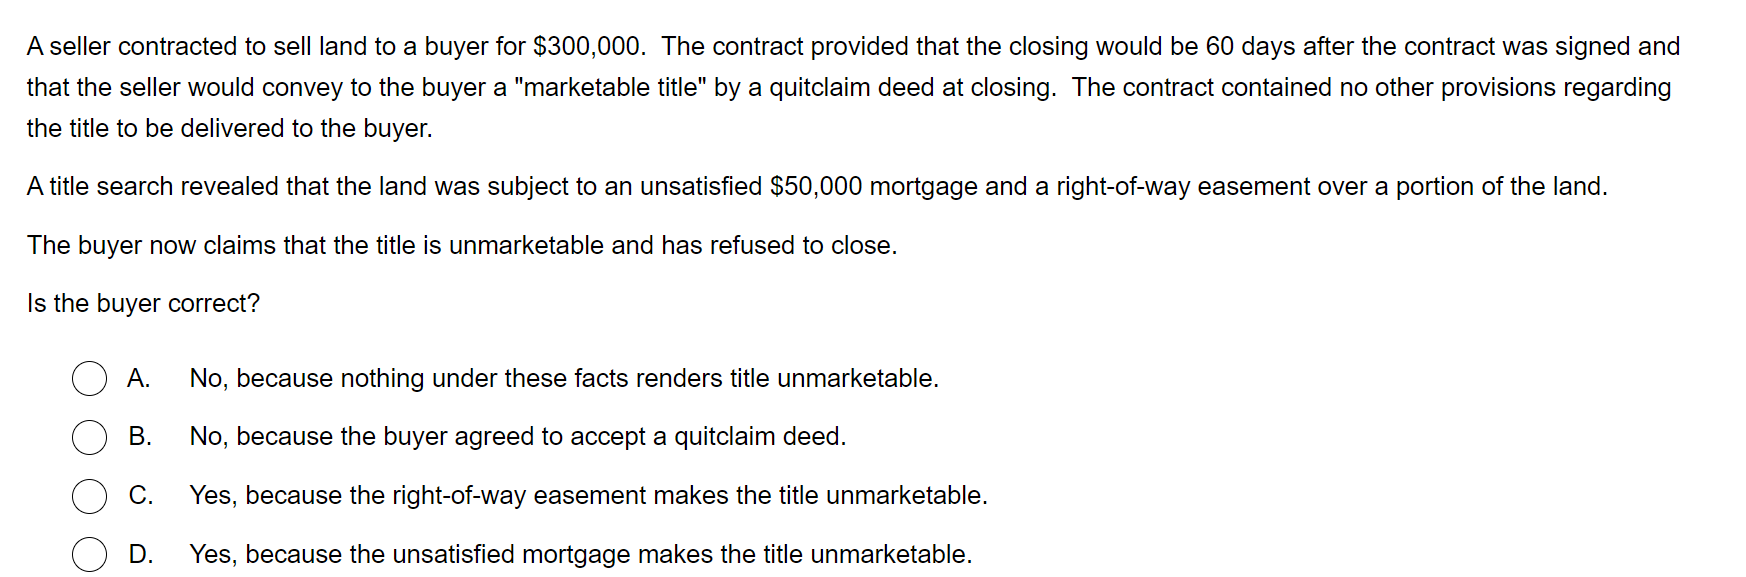 A seller contracted to sell land to a buyer for $300,000.  The contract provided that the closing would be 60 days after the contract was signed and
that the seller would convey to the buyer a "marketable title" by a quitclaim deed at closing.  The contract contained no other provisions regarding
the title to be delivered to the buyer.
A title search revealed that the land was subject to an unsatisfied $50,000 mortgage and a right-of-way easement over a portion of the land.
The buyer now claims that the title is unmarketable and has refused to close.
Is the buyer correct?
A. No, because nothing under these facts renders title unmarketable.
B. No, because the buyer agreed to accept a quitclaim deed.
C. Yes, because the right-of-way easement makes the title unmarketable.
D. Yes, because the unsatisfied mortgage makes the title unmarketable.